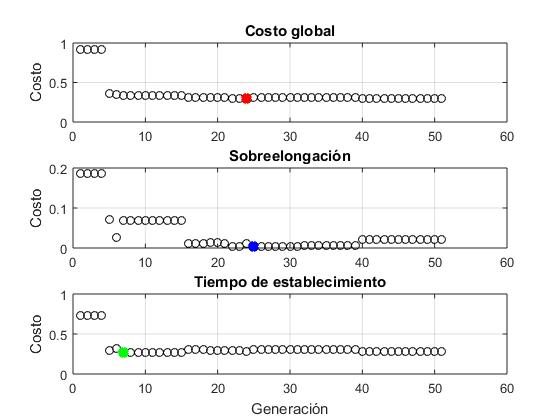 Costo global
1
0.5
0
Costo
0 10 20 30 40 50 60
Sobreelongación
0.2
0.1
0
Costo
0 10 20 30 40 50 60
Tiempo de establecimiento
1
0.5
0
Costo
0 10 20 30 40 50 60
Generación